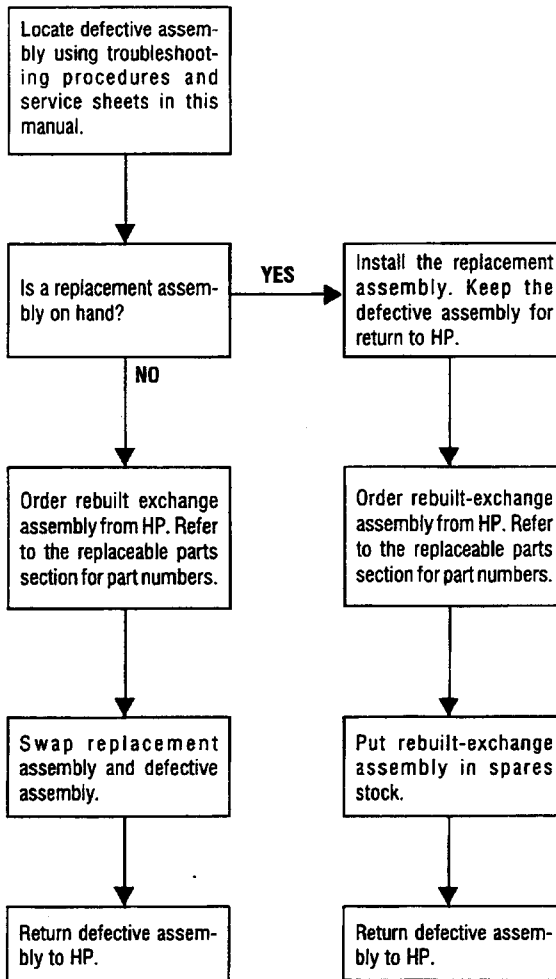 Locate defective assem-
bly using troubleshoot-
ing procedures and
service sheets in this
manual.
Is a replacement assem-
bly on hand?
YES
Install the replacement
assembly. Keep the
defective assembly for
return to HP.
NO
Order rebuilt exchange
assembly from HP. Refer
to the replaceable parts
section for part numbers.
Order rebuilt-exchange
assembly from HP. Refer
to the replaceable parts
section for part numbers.
Swap replacement
assembly and defective
assembly.
Put rebuilt-exchange
assembly in spares
stock.
Return defective assem-
bly to HP.
Return defective assem-
bly to HP.